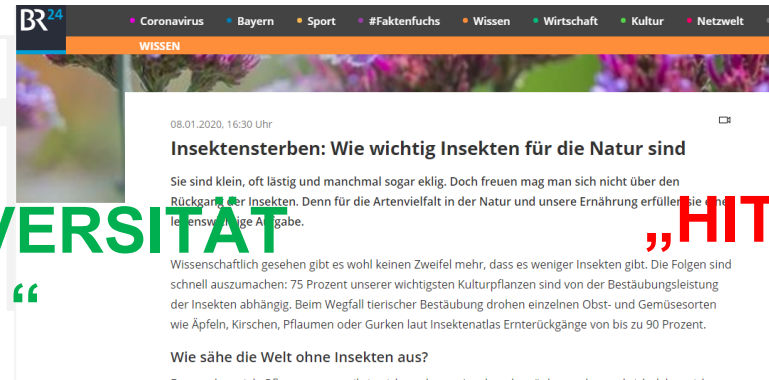 BR24
Coronavirus Bayern Sport #Faktenfuchs Wissen Wirtschaft Kultur Netzwelt
WISSEN
08.01.2020, 16:30 Uhr
Insektensterben: Wie wichtig Insekten für die Natur sind
Sie sind klein, oft lästig und manchmal sogar eklig. Doch freuen mag man sich nicht über den
Rückgang der Insekten. Denn für die Artenvielfalt in der Natur und unsere Ernährung erfüllen sie eine
lebenswichtige Aufgabe.
VERSITÄT
“
„HIT
Wissenschaftlich gesehen gibt es wohl keinen Zweifel mehr, dass es weniger Insekten gibt. Die Folgen sind
schnell auszumachen: 75 Prozent unserer wichtigsten Kulturpflanzen sind von der Bestäubungsleistung
der Insekten abhängig. Beim Wegfall tierischer Bestäubung drohen einzelnen Obst- und Gemüsesorten
wie Äpfeln, Kirschen, Pflaumen oder Gurken laut Insektenatlas Ernterückgänge von bis zu 90 Prozent.
Wie sähe die Welt ohne Insekten aus?